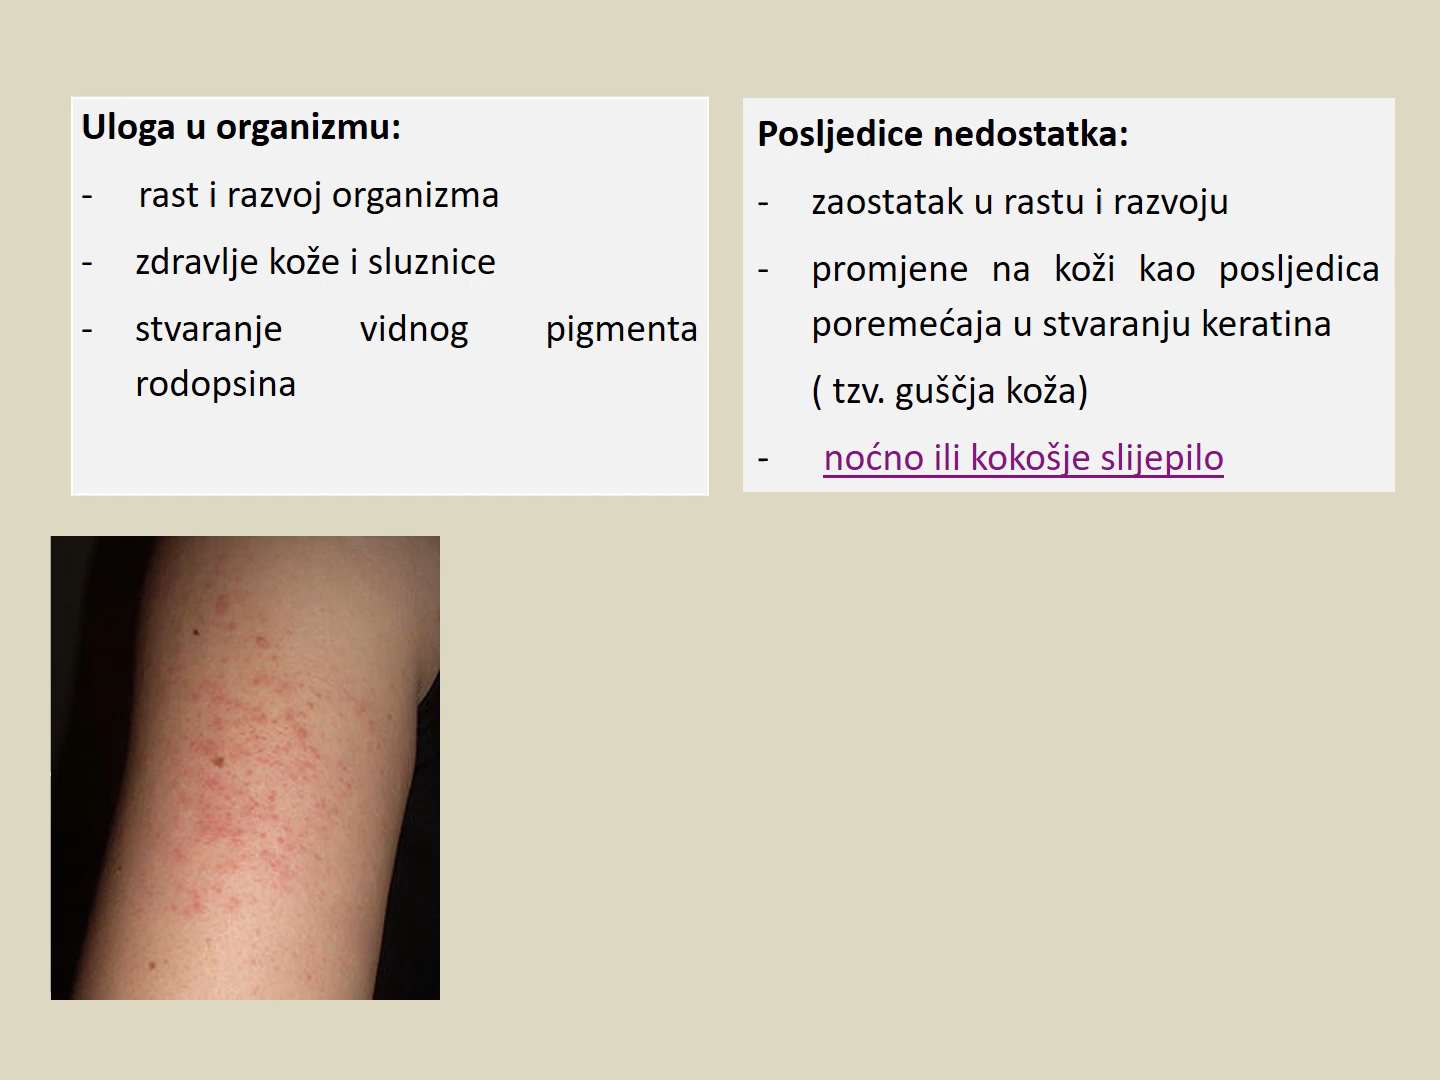 Uloga u organizmu:
- rast i razvoj organizma
- zdravlje kože i sluznice
- stvaranje vidnog pigmenta
rodopsina
Posljedice nedostatka:
- zaostatak u rastu i razvoju
- promjene na koži kao posljedica
poremećaja u stvaranju keratina
( tzv. guščja koža)
- noćno ili kokošje slijepilo